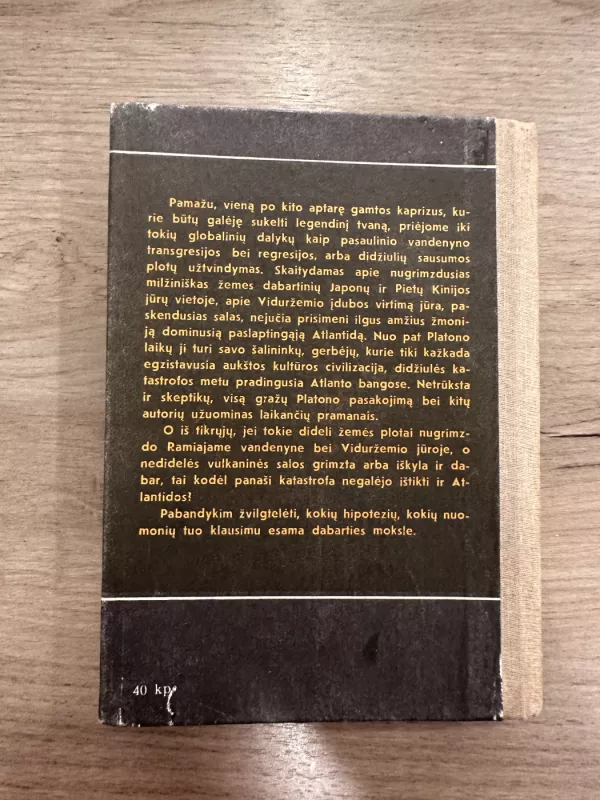 Pamažu, vieną po kito aptarę gamtos kaprizus, ku-
rie būtų galėję sukelti legendinį tvaną, priėjome iki
tokių globalinių dalykų kaip pasaulinio vandenyno
transgresijos bei regresijos, arba didžiulių sausumos
plotų užtvindymas. Skaitydamas apie nugrimzdusias
milžiniškas žemes dabartinių Japonų ir Pietų Kinijos
jūrų vietoje, apie Viduržemio įdubos virtimą jūra, pa-
skendusias salas, nejučia prisimeni ilgus amžius žmoni-
ją dominusią paslaptingąją Atlantidą. Nuo pat Platono
laikų ji turi savo šalininkų, gerbėjų, kurie tiki kažkada
egzistavusia aukštos kultūros civilizacija, didžiulės ka-
tastrofos metu pradingusia Atlanto bangose. Netrūksta
ir skeptikų, visą gražų Platono pasakojimą bei kitų
autorių užuominas laikančių pramanais.
O iš tikrųjų, jei tokie dideli žemės plotai nugrimz-
do Ramiajame vandenyne bei Viduržemio jūroje, o
nedidelės vulkaninės salos grimzta arba iškyla ir da-
bar, tai kodėl panaši katastrofa negalėjo ištikti ir At-
lantidos?
Pabandykim žvilgtelėti, kokių hipotezių, kokių nuo-
monių tuo klausimu esama dabarties moksle.
40 kp.